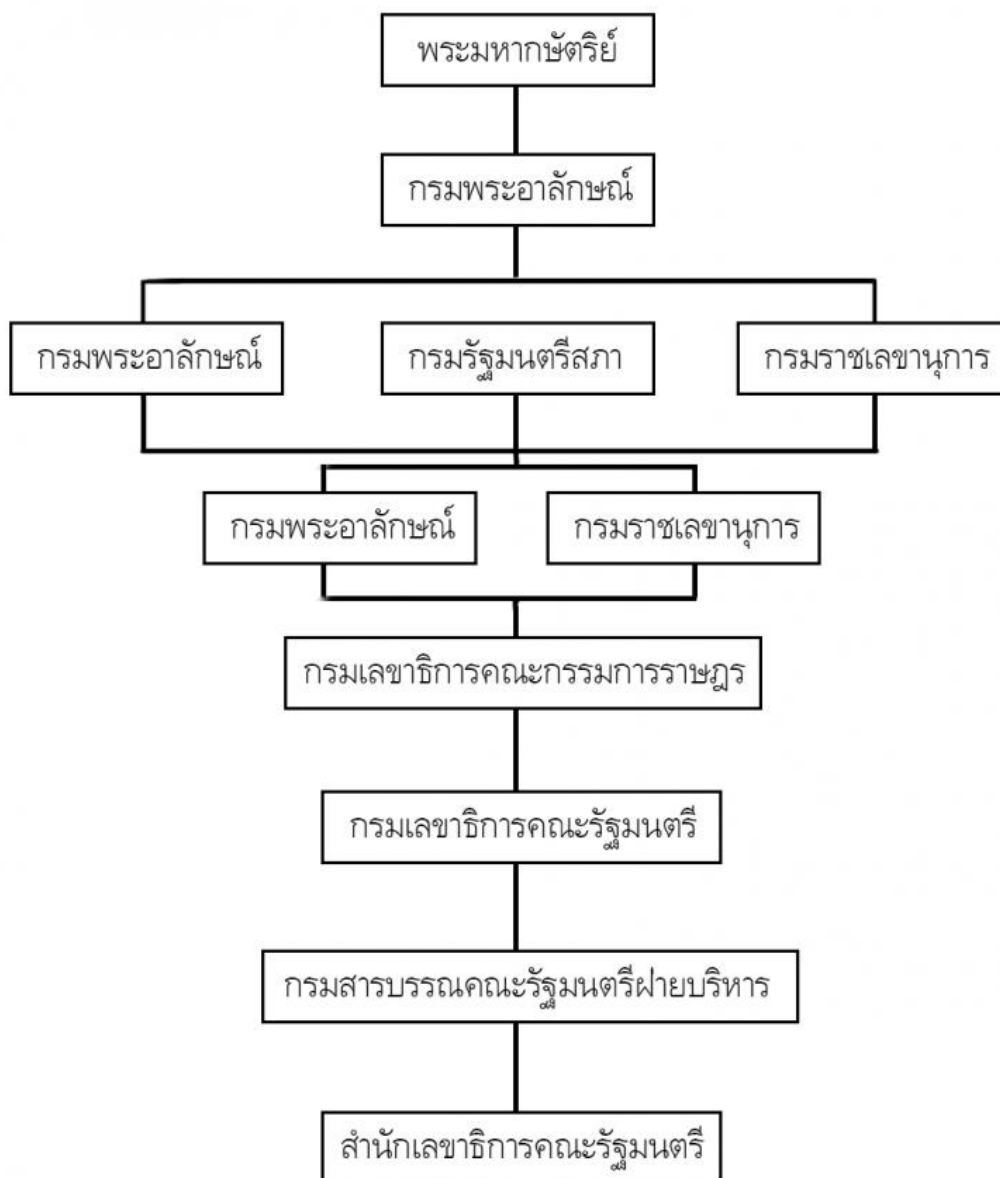 พระมหากษัตริย์
กรมพระอาลักษณ์
กรมพระอาลักษณ์
กรมรัฐมนตรีสภา
กรมราชเลขานุการ
กรมพระอาลักษณ์
กรมราชเลขานุการ
กรมเลขาธิการคณะกรรมการราษฎร
กรมเลขาธิการคณะรัฐมนตรี
กรมสารบรรณคณะรัฐมนตรีฝ่ายบริหาร
สำนักเลขาธิการคณะรัฐมนตรี